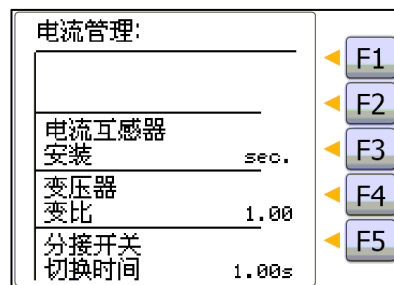 电流管理:
F1
F2
电流互感器
安装 sec.
F3
变压器
变比 1.00
F4
分接开关
切换时间 1.00s
F5